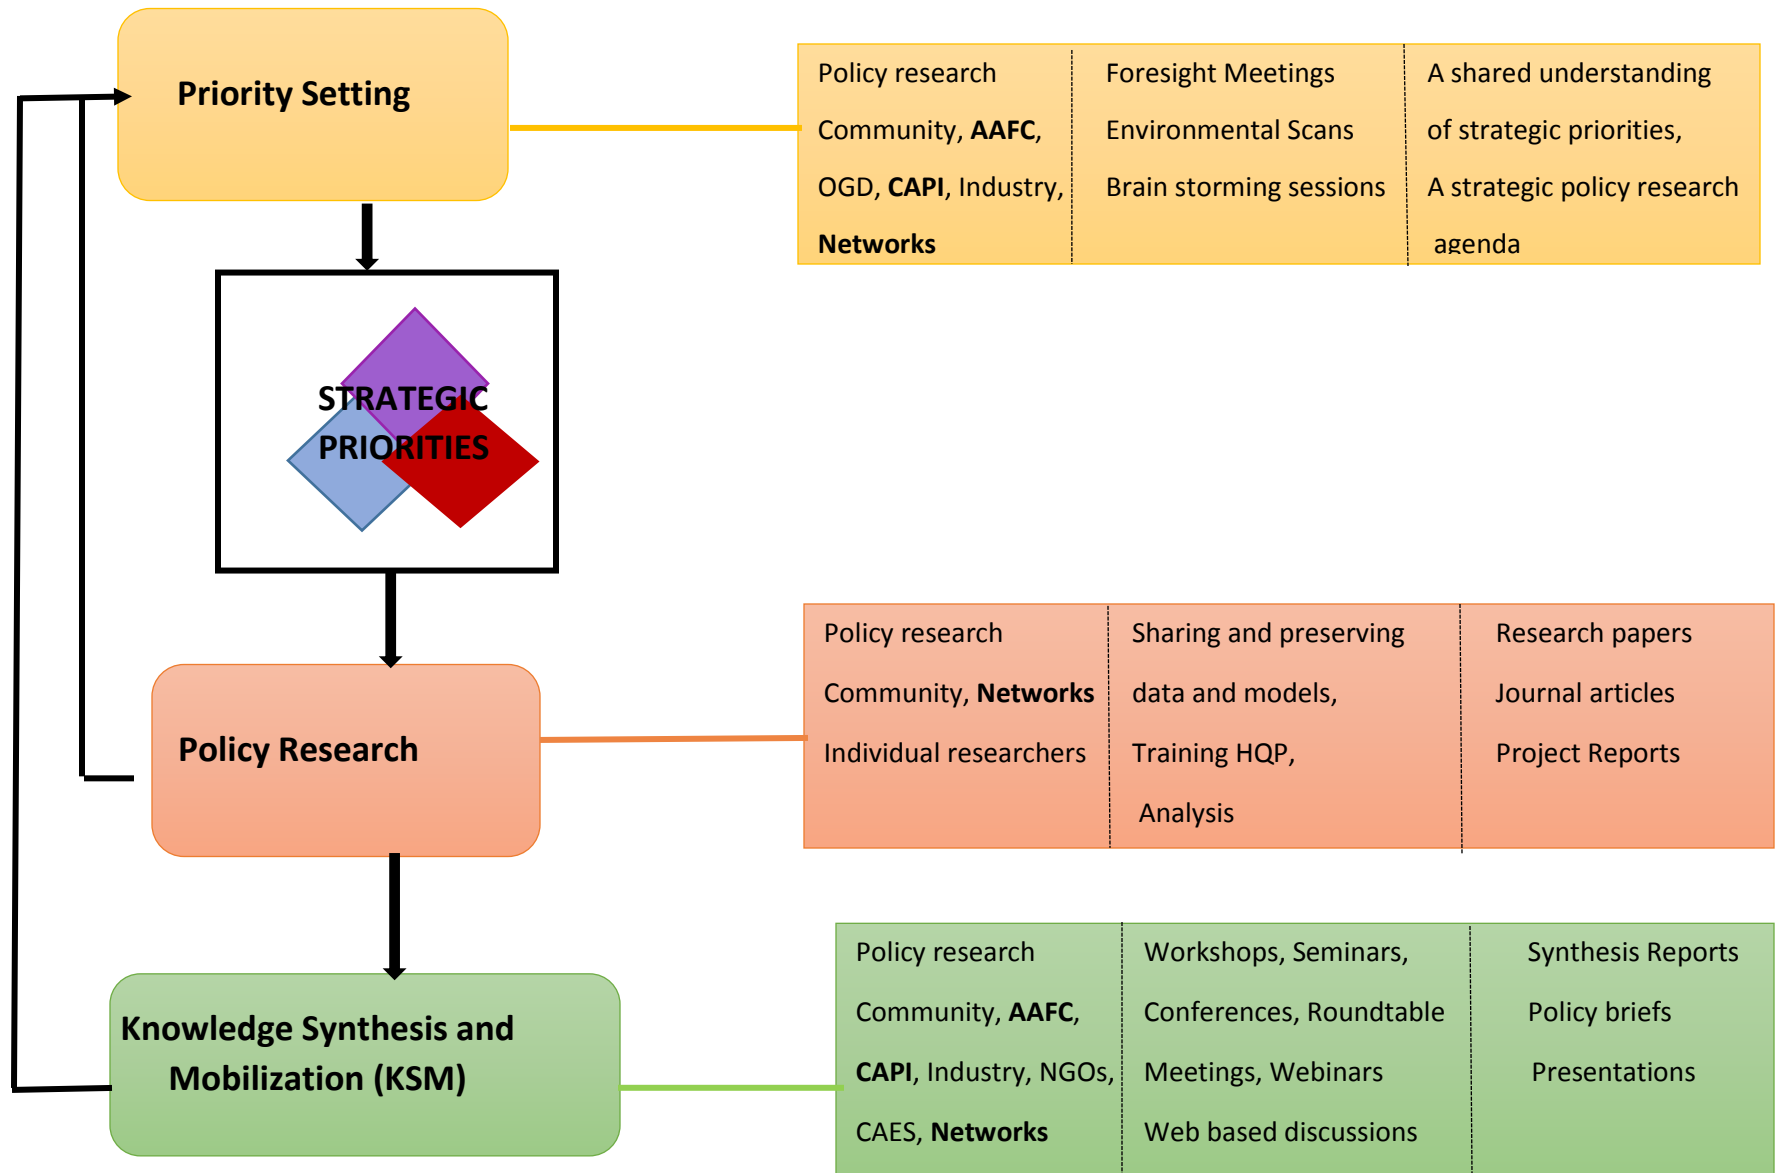 Priority Setting
Policy research
Community, AAFC,
OGD, CAPI, Industry,
Networks
Foresight Meetings
Environmental Scans
Brain storming sessions
A shared understanding
of strategic priorities,
A strategic policy research
agenda
STRATEGIC
PRIORITIES
Policy Research
Policy research
Community, Networks
Individual researchers
Sharing and preserving
data and models,
Training HQP,
Analysis
Research papers
Journal articles
Project Reports
Knowledge Synthesis and
Mobilization (KSM)
Policy research
Community, AAFC,
CAPI, Industry, NGOs,
CAES, Networks
Workshops, Seminars,
Conferences, Roundtable
Meetings, Webinars
Web based discussions
Synthesis Reports
Policy briefs
Presentations